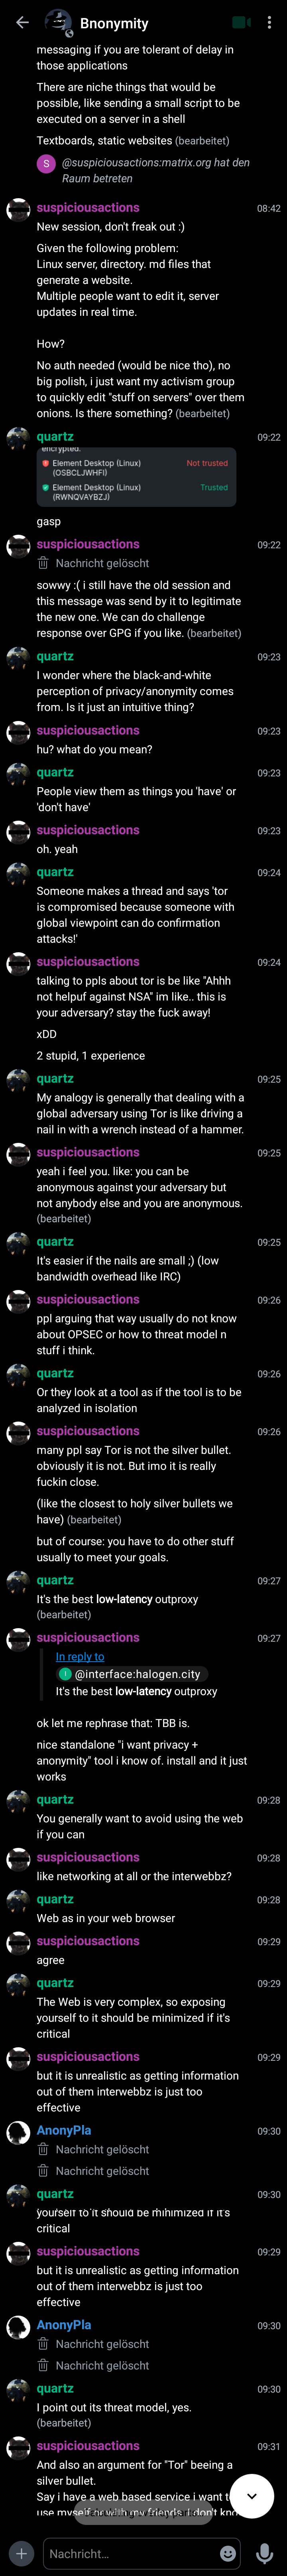 Bnonymity
messaging if you are tolerant of delay in
those applications
There are niche things that would be
possible, like sending a small script to be
executed on a server in a shell
Textboards, static websites (bearbeitet)
S @suspiciousactions:matrix.org hat den
Raum betreten
suspiciousactions 08:42
New session, don't freak out :)
Given the following problem:
Linux server, directory. md files that
generate a website.
Multiple people want to edit it, server
updates in real time.
How?
No auth needed (would be nice tho), no
big polish, i just want my activism group
to quickly edit "stuff on servers" over them
onions. Is there something? (bearbeitet)
quartz 09:22
encrypted.
Element Desktop (Linux) Not trusted
(OSBCLJWHFI)
Element Desktop (Linux) Trusted
(RWNQVAYBZJ)
gasp
suspiciousactions 09:22
Nachricht gelöscht
sowwy :( i still have the old session and
this message was send by it to legitimate
the new one. We can do challenge
response over GPG if you like. (bearbeitet)
quartz 09:23
I wonder where the black-and-white
perception of privacy/anonymity comes
from. Is it just an intuitive thing?
suspiciousactions 09:23
hu? what do you mean?
quartz 09:23
People view them as things you 'have' or
'don't have'
suspiciousactions 09:23
oh. yeah
quartz 09:24
Someone makes a thread and says 'tor
is compromised because someone with
global viewpoint can do confirmation
attacks!'
suspiciousactions 09:24
talking to ppls about tor is be like "Ahhh
not helpuf against NSA" im like.. this is
your adversary? stay the fuck away!
xDD
2 stupid, 1 experience
quartz 09:25
My analogy is generally that dealing with a
global adversary using Tor is like driving a
nail in with a wrench instead of a hammer.
suspiciousactions 09:25
yeah i feel you. like: you can be
anonymous against your adversary but
not anybody else and you are anonymous.
(bearbeitet)
quartz 09:25
It's easier if the nails are small ;) (low
bandwidth overhead like IRC)
suspiciousactions 09:26
ppl arguing that way usually do not know
about OPSEC or how to threat model n
stuff i think.
quartz 09:26
Or they look at a tool as if the tool is to be
analyzed in isolation
suspiciousactions 09:26
many ppl say Tor is not the silver bullet.
obviously it is not. But imo it is really
fuckin close.
(like the closest to holy silver bullets we
have) (bearbeitet)
but of course: you have to do other stuff
usually to meet your goals.
quartz 09:27
It's the best low-latency outproxy
(bearbeitet)
suspiciousactions 09:27
In reply to
I @interface:halogen.city
It's the best low-latency outproxy
ok let me rephrase that: TBB is.
nice standalone "i want privacy +
anonymity" tool i know of. install and it just
works
quartz 09:28
You generally want to avoid using the web
if you can
suspiciousactions 09:28
like networking at all or the interwebbz?
quartz 09:28
Web as in your web browser
suspiciousactions 09:29
agree
quartz 09:29
The Web is very complex, so exposing
yourself to it should be minimized if it's
critical
suspiciousactions 09:29
but it is unrealistic as getting information
out of them interwebbz is just too
effective
AnonyPla 09:30
Nachricht gelöscht
Nachricht gelöscht
quartz 09:30
yourself to it should be minimized if it's
critical
suspiciousactions 09:29
but it is unrealistic as getting information
out of them interwebbz is just too
effective
AnonyPla 09:30
Nachricht gelöscht
Nachricht gelöscht
quartz 09:30
I point out its threat model, yes.
(bearbeitet)
suspiciousactions 09:31
And also an argument for "Tor" beeing a
silver bullet.
Say i have a web based service i want
use myself
Nachricht…